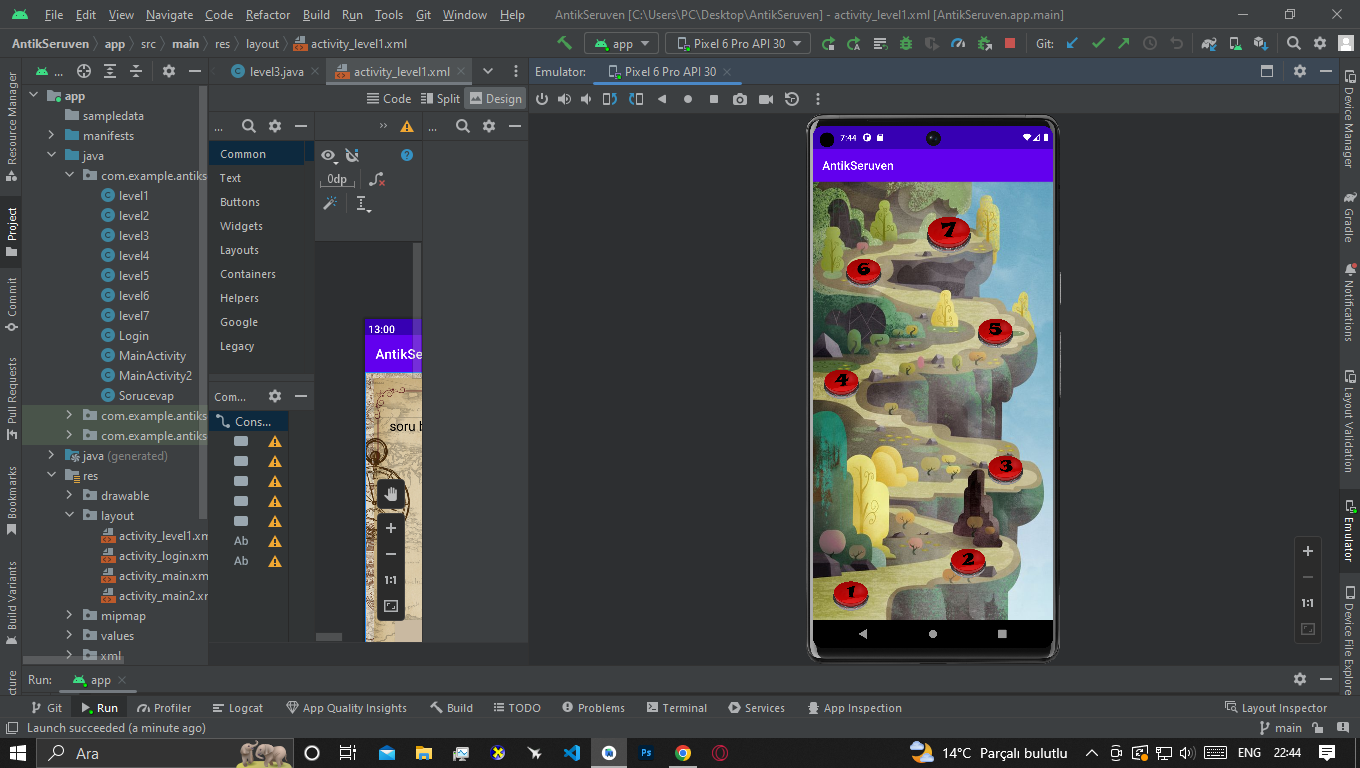 File Edit View Navigate Code Refactor Build Run Tools Git Window Help AntikSeruven [C:\Users\PC\Desktop\AntikSeruven] - activity_level1.xml [AntikSeruven.app.main]
AntikSeruven app src main res layout activity_level1.xml app Pixel 6 Pro API 30 Git:
... level3.java activity_level1.xml Emulator: Pixel 6 Pro API 30
Code Split Design
Resource Manager
Project
Commit
Pull Requests
Bookmarks
Build Variants
cture
app
sampledata
manifests
java
com.example.antiks
level1
level2
level3
level4
level5
level6
level7
Login
MainActivity
MainActivity2
Sorucevap
com.example.antiks
com.example.antiks
java (generated)
res
drawable
layout
activity_level1.xm
activity_login.xm
activity_main.xm
activity_main2.xr
mipmap
values
xml
...
Common
Text
Buttons
Widgets
Layouts
Containers
Helpers
Google
Legacy
Com...
Cons...
Ab
Ab
» ...
0dp
13:00
AntikSe
soru b
1:1
7:44
AntikSeruven
7
6
5
4
3
2
1
1:1
Device Manager
Gradle
Notifications
Layout Validation
Emulator
Device File Explore
Run: app
Git Run Profiler Logcat App Quality Insights Build TODO Problems Terminal Services App Inspection Layout Inspector
Launch succeeded (a minute ago) main
Ara Ps 14°C Parçalı bulutlu ENG 22:44